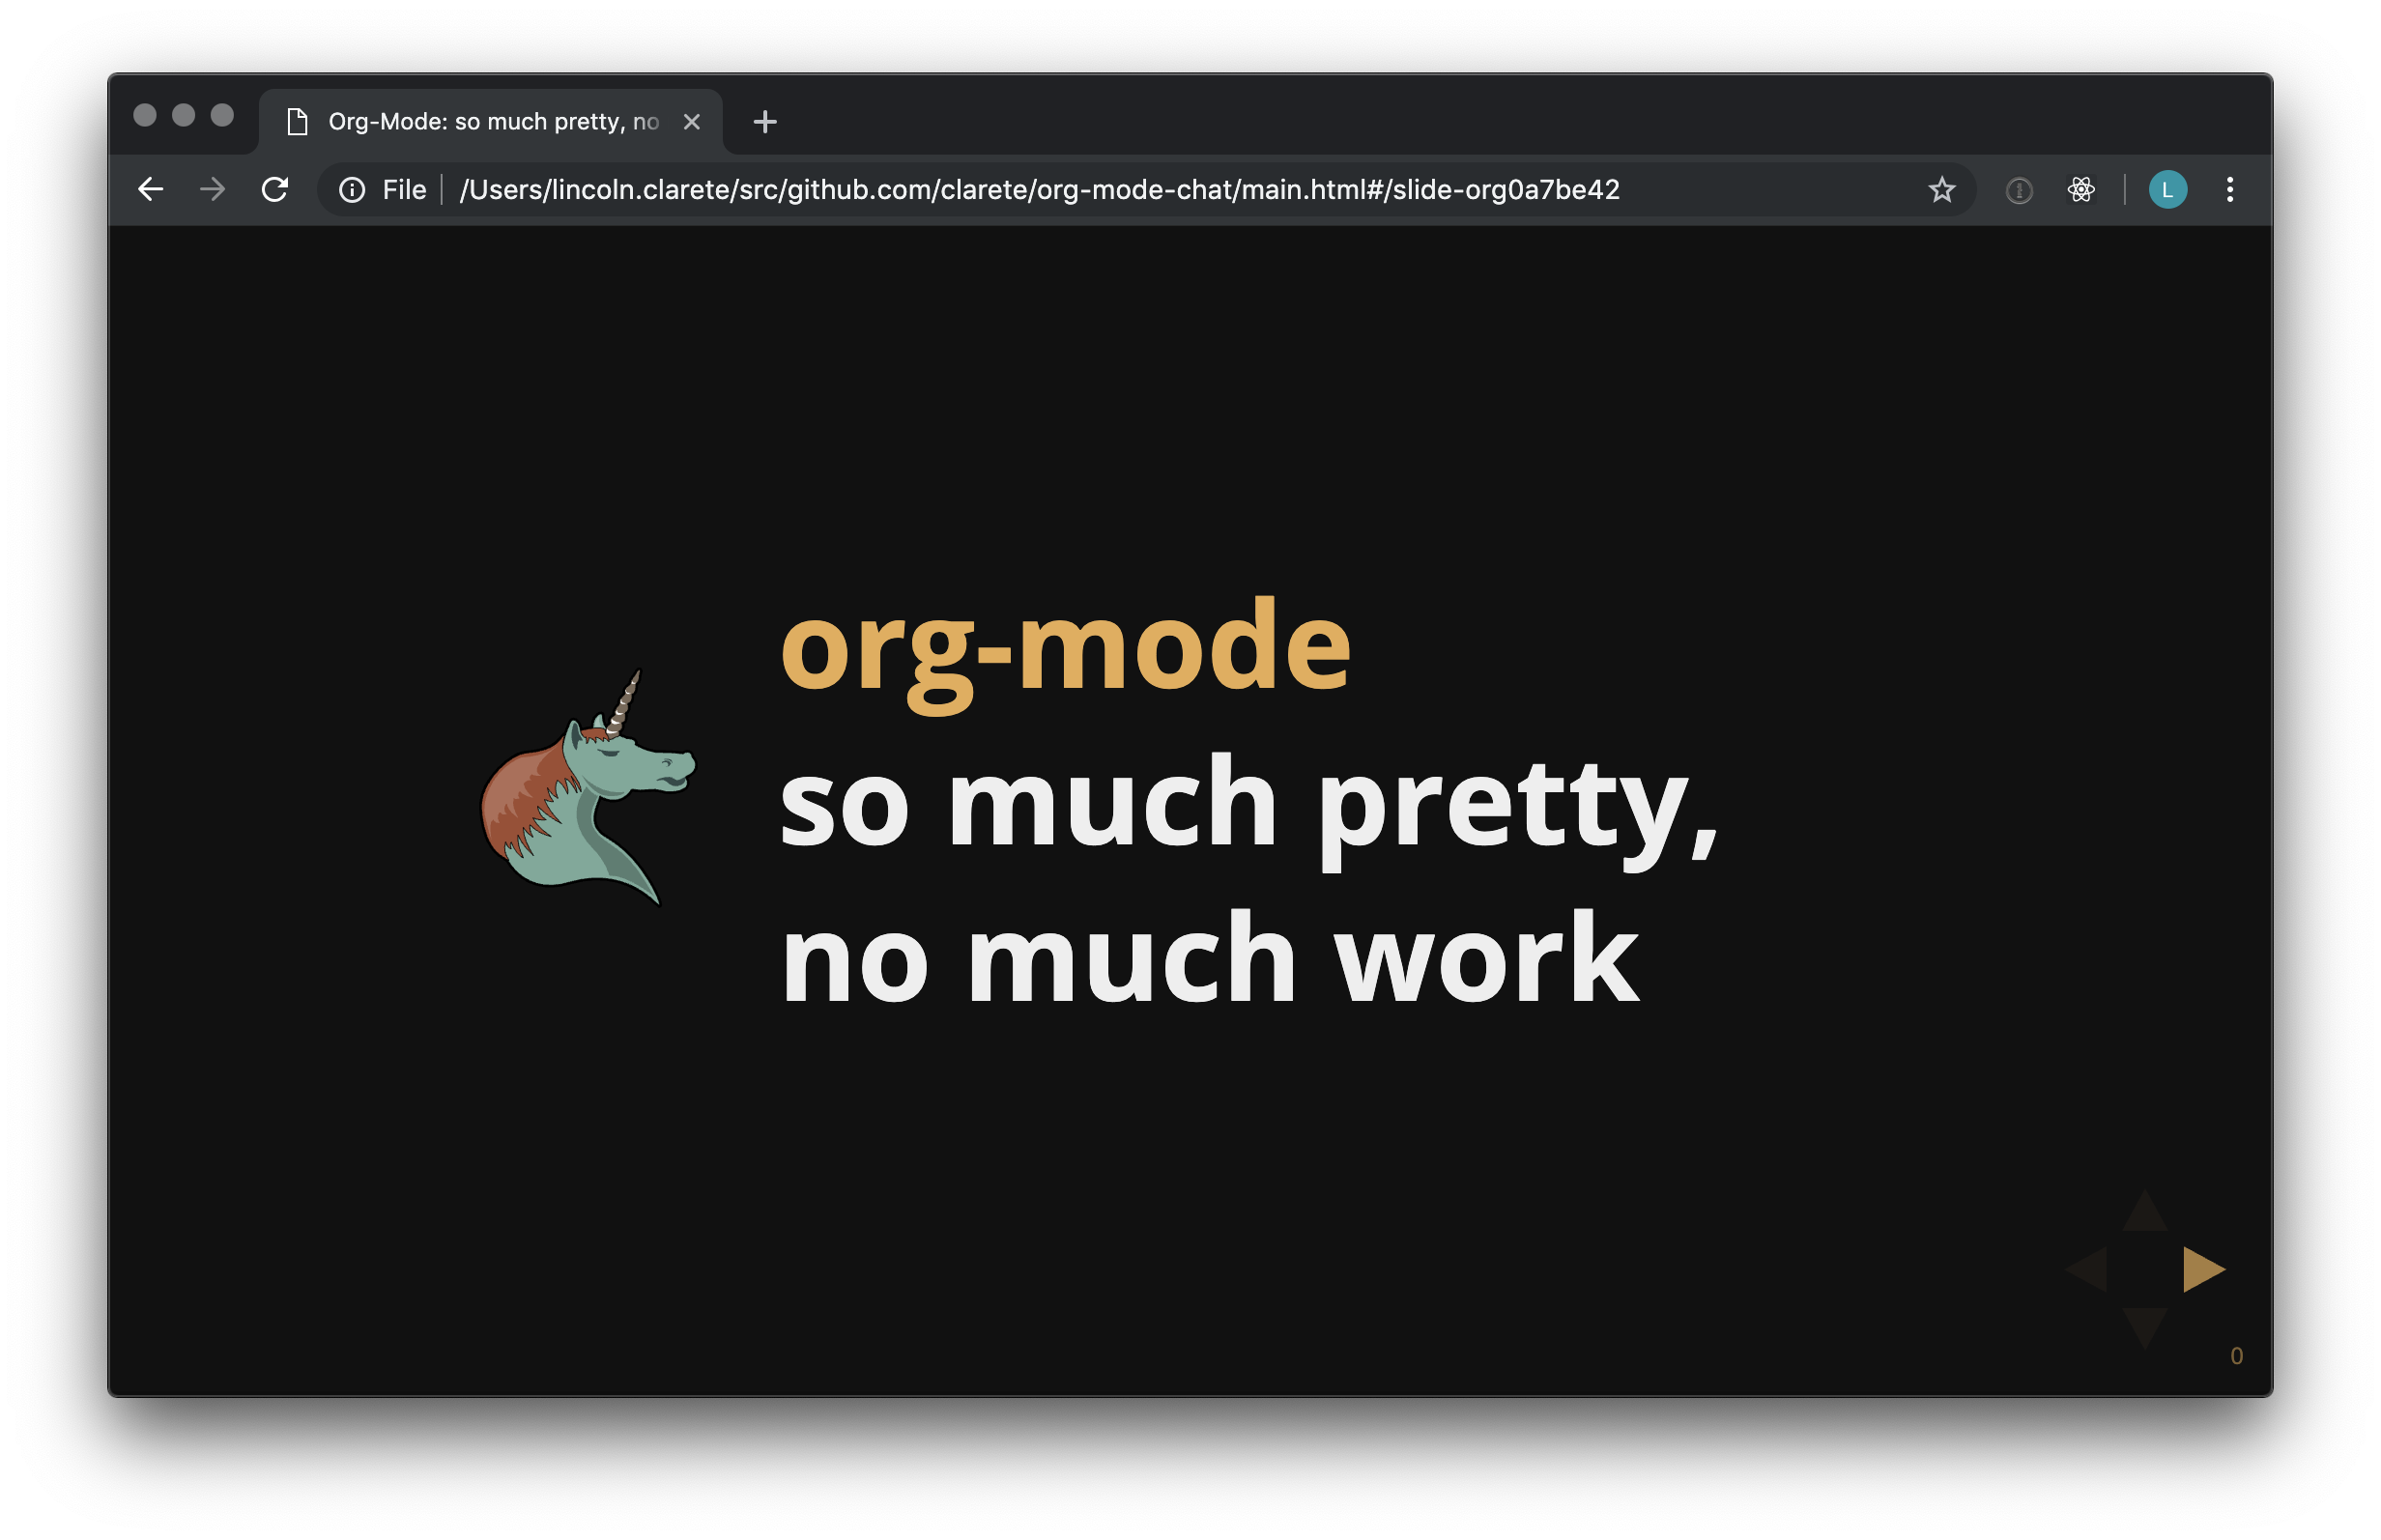 Org-Mode: so much pretty, no
File
/Users/lincoln.clarete/src/github.com/clarete/org-mode-chat/main.html#/slide-org0a7be42
L
org-mode
so much pretty,
no much work
0